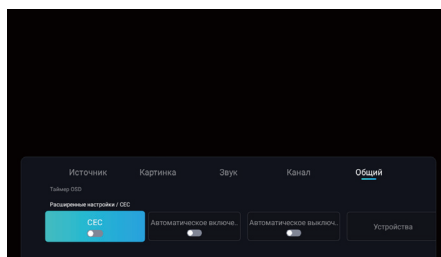 Источник Картинка Звук Канал Общий
Таймер OSD
Расширенные настройки / CEC
CEC Автоматическое включе.. Автоматическое выключ.. Устройства